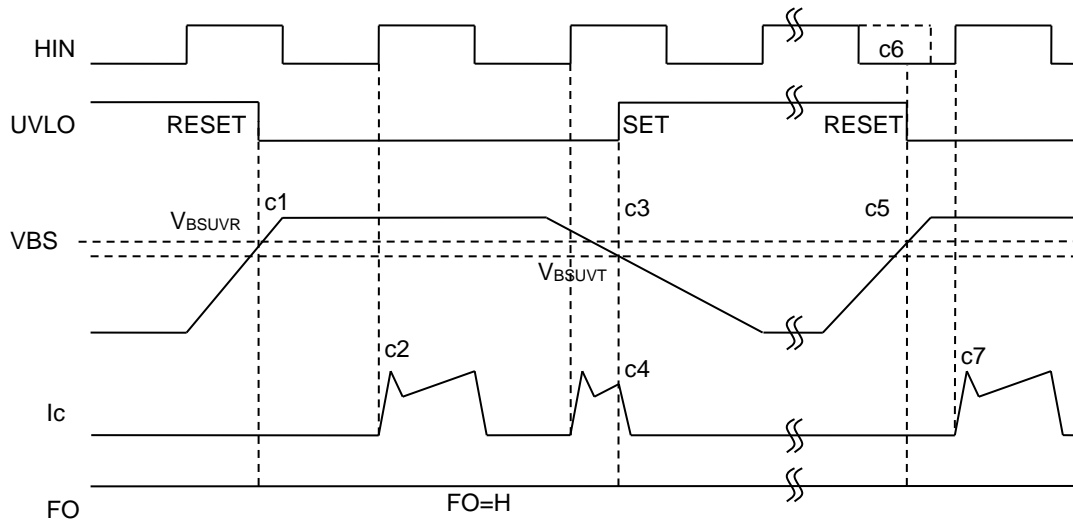 HIN
c6
UVLO
RESET
SET
RESET
c1
c3
c5
VBSUVR
VBS
VBSUVT
c2
c4
c7
Ic
FO
FO=H